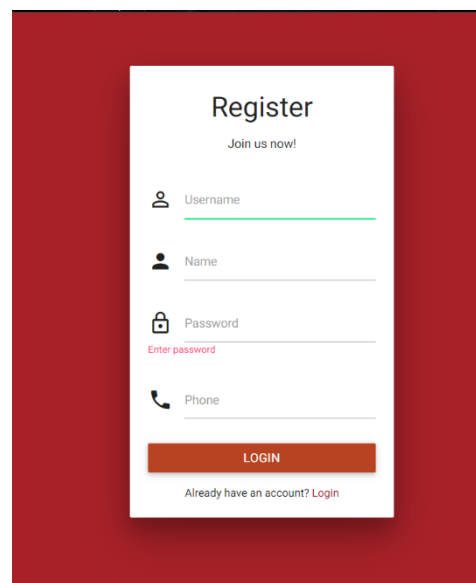 Register
Join us now!
Username
Name
Password
Enter password
Phone
LOGIN
Already have an account? Login